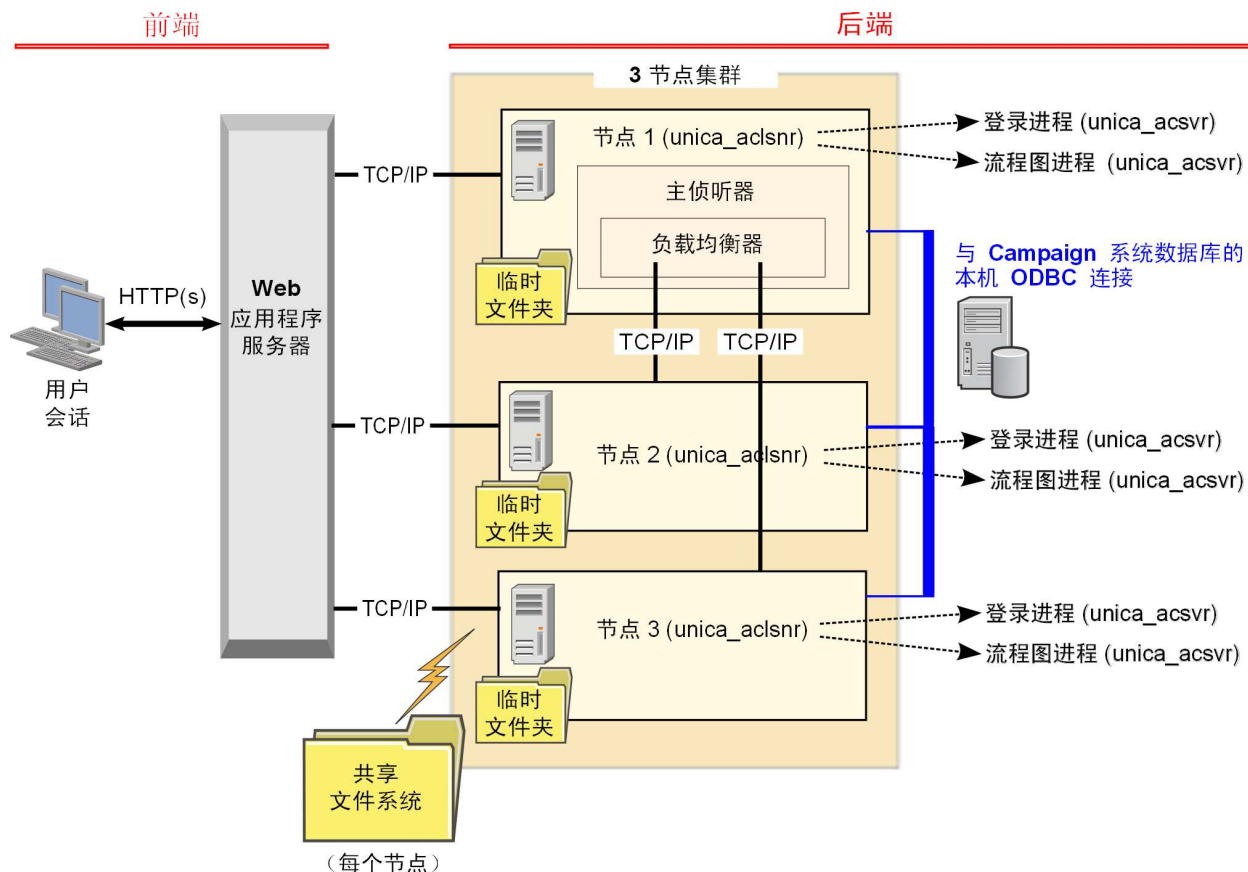 前端
后端
3 节点集群
节点 1 (unica_aclsnr)
登录进程 (unica_acsvr)
流程图进程 (unica_acsvr)
TCP/IP
主侦听器
负载均衡器
临时
文件夹
与 Campaign 系统数据库的
本机 ODBC 连接
HTTP(s)
Web
应用程序
服务器
用户
会话
TCP/IP
TCP/IP
TCP/IP
节点 2 (unica_aclsnr)
登录进程 (unica_acsvr)
流程图进程 (unica_acsvr)
临时
文件夹
TCP/IP
节点 3 (unica_aclsnr)
登录进程 (unica_acsvr)
流程图进程 (unica_acsvr)
临时
文件夹
共享
文件系统
（每个节点）